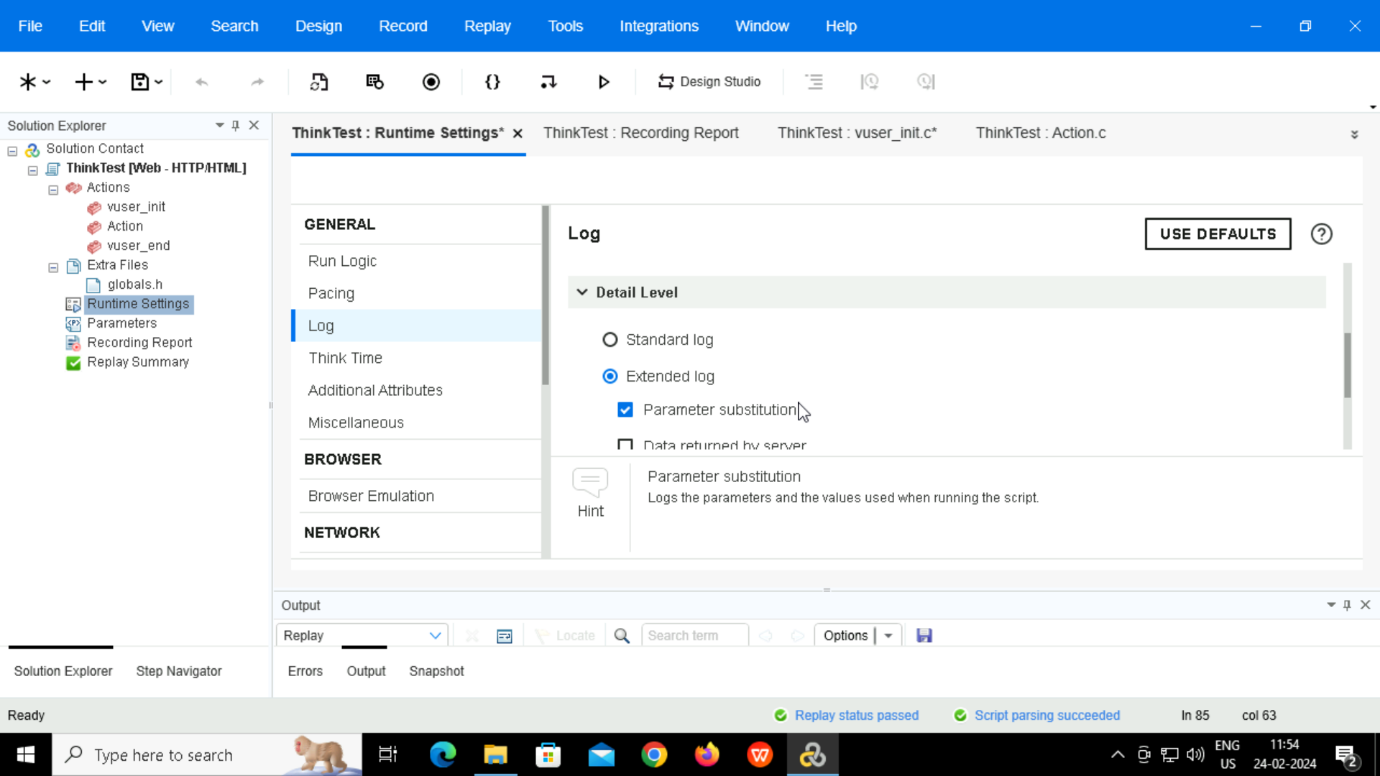 File Edit View Search Design Record Replay Tools Integrations Window Help
Design Studio
Solution Explorer
Solution Contact
ThinkTest [Web - HTTP/HTML]
Actions
vuser_init
Action
vuser_end
Extra Files
globals.h
Runtime Settings
Parameters
Recording Report
Replay Summary
Solution Explorer Step Navigator
ThinkTest : Runtime Settings* ThinkTest : Recording Report ThinkTest : vuser_init.c* ThinkTest : Action.c
GENERAL
Run Logic
Pacing
Log
Think Time
Additional Attributes
Miscellaneous
BROWSER
Browser Emulation
NETWORK
Log USE DEFAULTS
Detail Level
Standard log
Extended log
Parameter substitution
Data returned by server
Hint
Parameter substitution
Logs the parameters and the values used when running the script.
Output
Replay Locate Search term Options
Errors Output Snapshot
Ready Replay status passed Script parsing succeeded ln 85 col 63
Type here to search ENG 11:54
US 24-02-2024 2